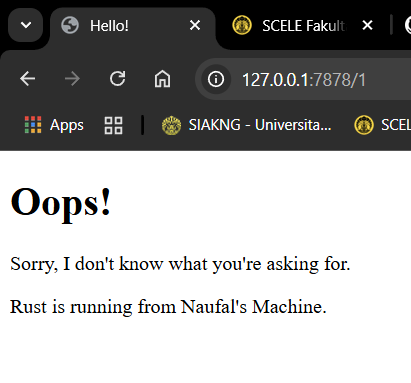 Hello!
SCELE Fakult
127.0.0.1:7878/1
Apps
SIAKNG - Universita...
SCEL
Oops!
Sorry, I don't know what you're asking for.
Rust is running from Naufal's Machine.